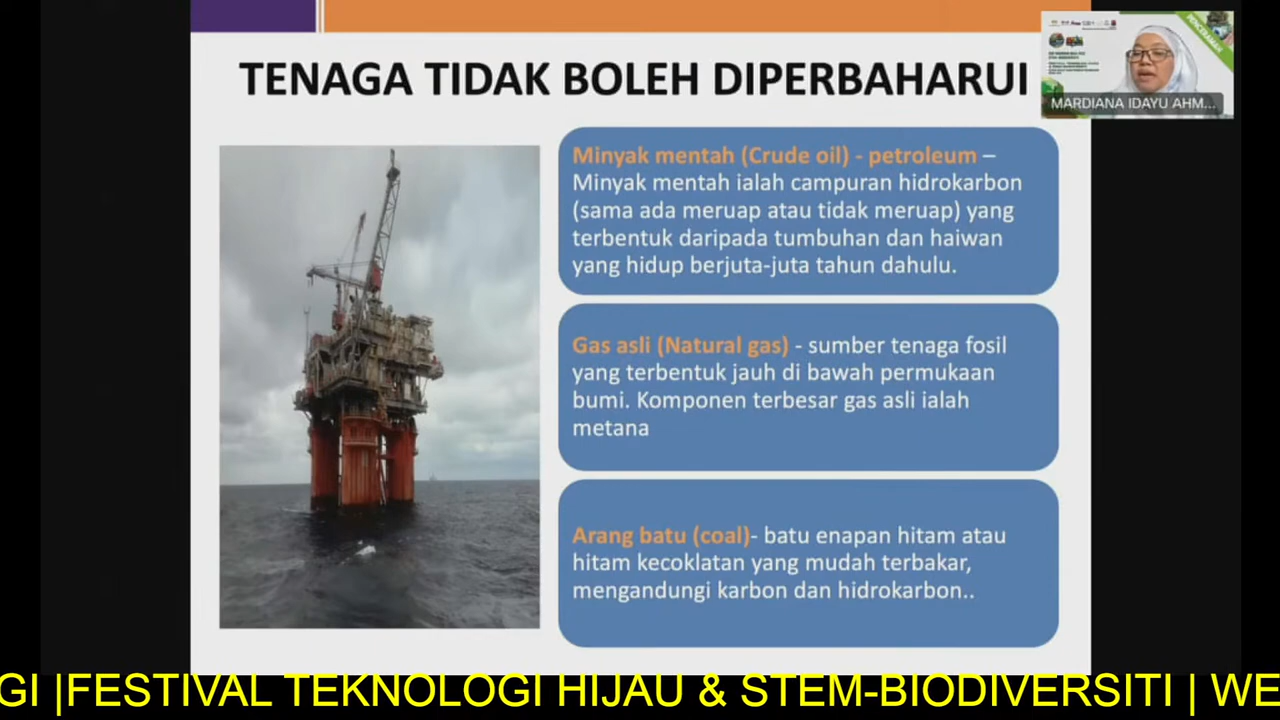 TENAGA TIDAK BOLEH DIPERBAHARUI
PENCERAMAH
MARDIANA IDAYU AHM...
Minyak mentah (Crude oil) - petroleum –
Minyak mentah ialah campuran hidrokarbon
(sama ada meruap atau tidak meruap) yang
terbentuk daripada tumbuhan dan haiwan
yang hidup berjuta-juta tahun dahulu.
Gas asli (Natural gas) - sumber tenaga fosil
yang terbentuk jauh di bawah permukaan
bumi. Komponen terbesar gas asli ialah
metana
Arang batu (coal)- batu enapan hitam atau
hitam kecoklatan yang mudah terbakar,
mengandungi karbon dan hidrokarbon..
GI |FESTIVAL TEKNOLOGI HIJAU & STEM-BIODIVERSITI | WE